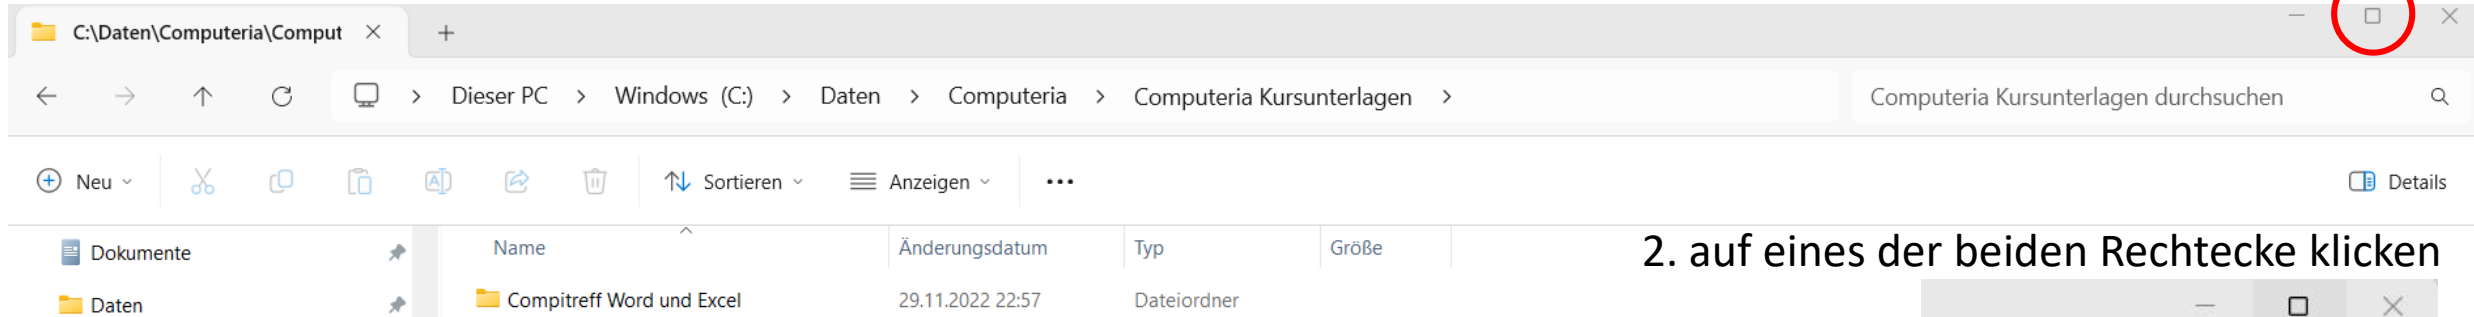 C:\Daten\Computeria\Comput
Dieser PC > Windows (C:) > Daten > Computeria > Computeria Kursunterlagen >
Computeria Kursunterlagen durchsuchen
Neu
Sortieren
Anzeigen
Details
Name Änderungsdatum Typ Größe
2. auf eines der beiden Rechtecke klicken
Dokumente
Compitreff Word und Excel 29.11.2022 22:57 Dateiordner
Daten